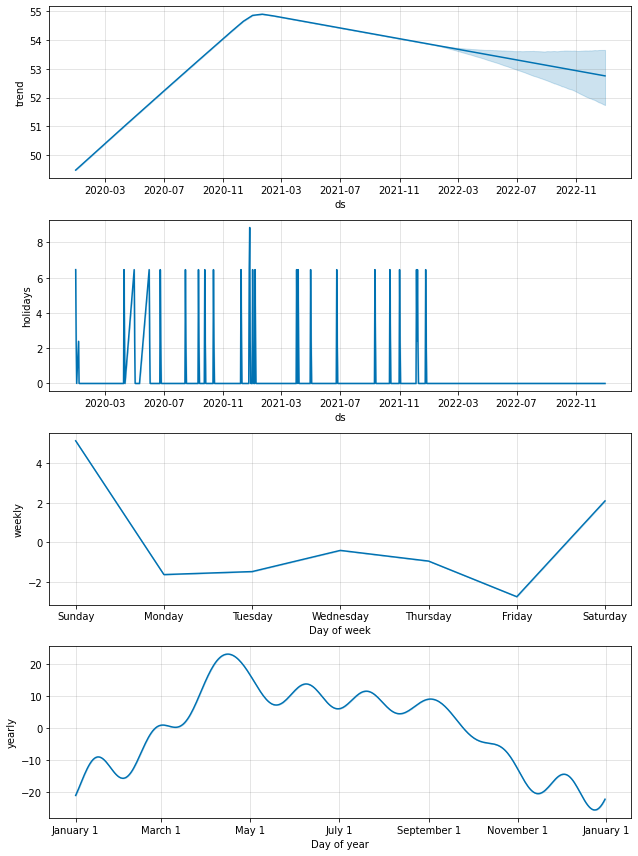 55
54
53
52
51
50
trend
2020-03 2020-07 2020-11 2021-03 2021-07 2021-11 2022-03 2022-07 2022-11
ds
8
6
4
2
0
holidays
2020-03 2020-07 2020-11 2021-03 2021-07 2021-11 2022-03 2022-07 2022-11
ds
4
2
0
−2
weekly
Sunday Monday Tuesday Wednesday Thursday Friday Saturday
Day of week
20
10
0
−10
−20
yearly
January 1 March 1 May 1 July 1 September 1 November 1 January 1
Day of year